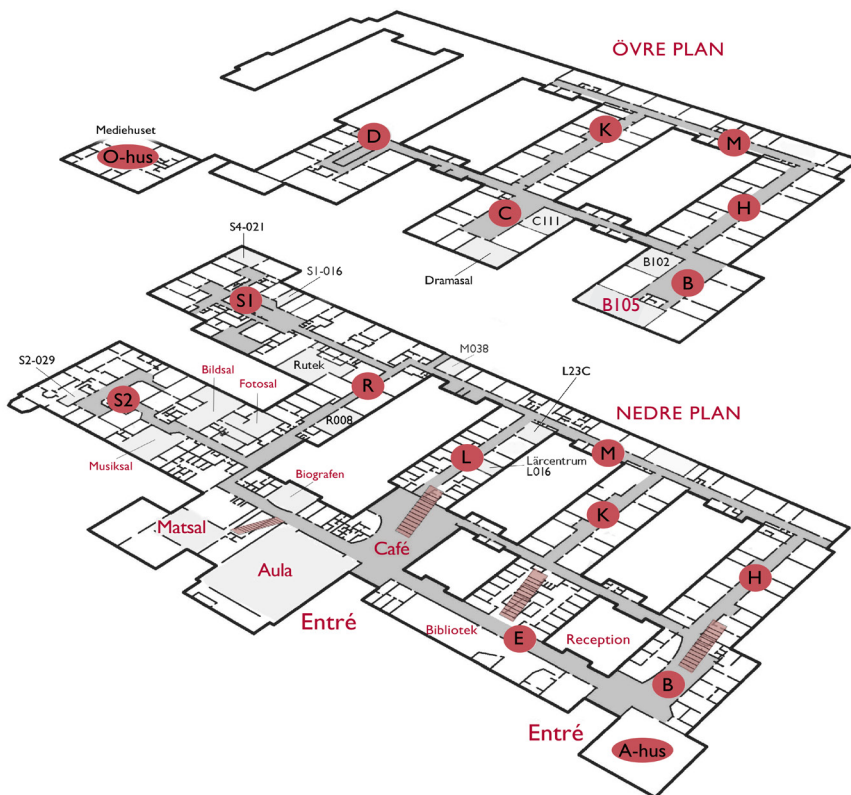 ÖVRE PLAN
K
D
Mediehuset
O-hus
M
H
C
C111
S4-021
Dramasal
B102
S1-016
B
S1
B105
M038
S2-029
Rutek
L23C
Bildsal
R
Fotosal
S2
NEDRE PLAN
R008
L
M
Musiksal
Lärcentrum
L016
Biografen
K
Matsal
Café
Aula
H
Entré
Bibliotek
E
Reception
B
Entré
A-hus